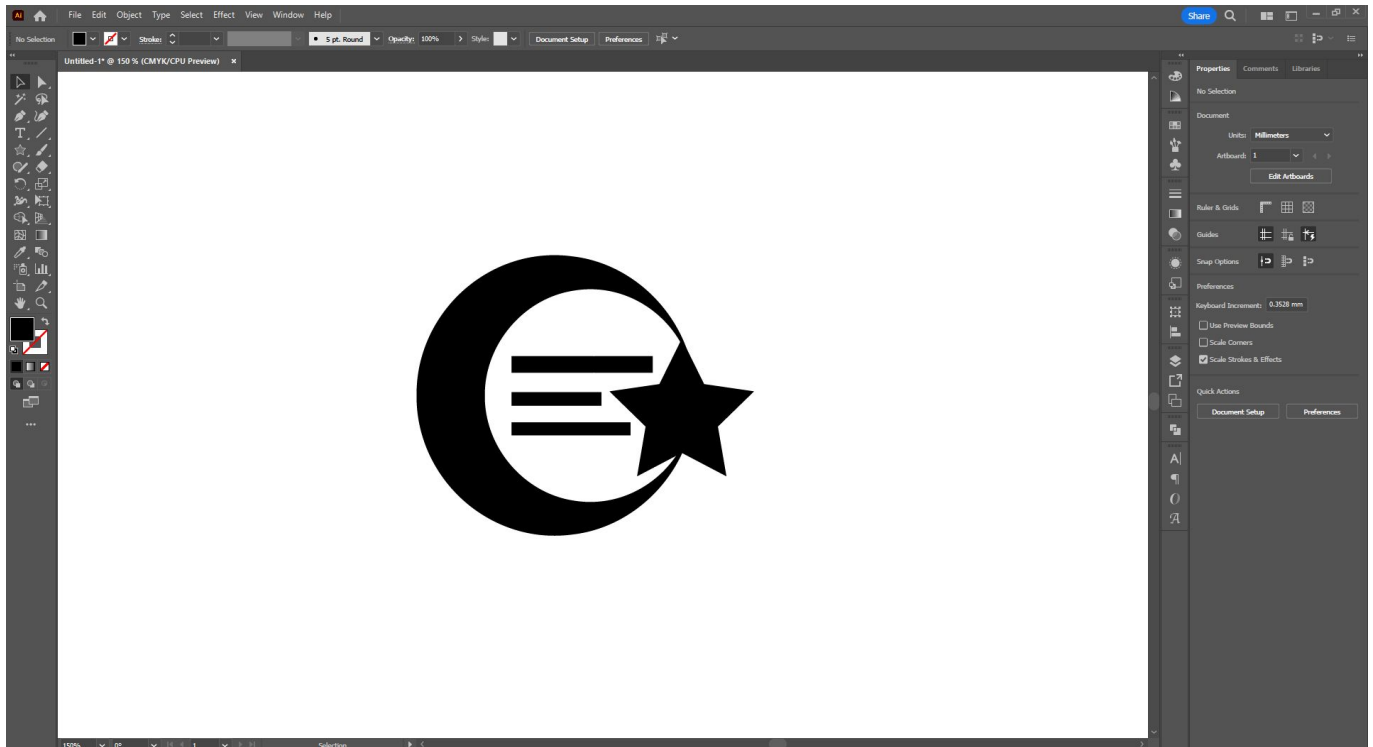 File Edit Object Type Select Effect View Window Help
Share
No Selection Stroke: 5 pt. Round Opacity: 100% Style: Document Setup Preferences
Untitled-1* @ 150 % (CMYK/CPU Preview) ×
Properties Comments Libraries
No Selection
Document
Units: Millimeters
Artboard: 1
Edit Artboards
Ruler & Grids
Guides
Snap Options
Preferences
Keyboard Increment: 0.3528 mm
Use Preview Bounds
Scale Corners
Scale Strokes & Effects
Quick Actions
Document Setup Preferences
150% 0° 1 Selection